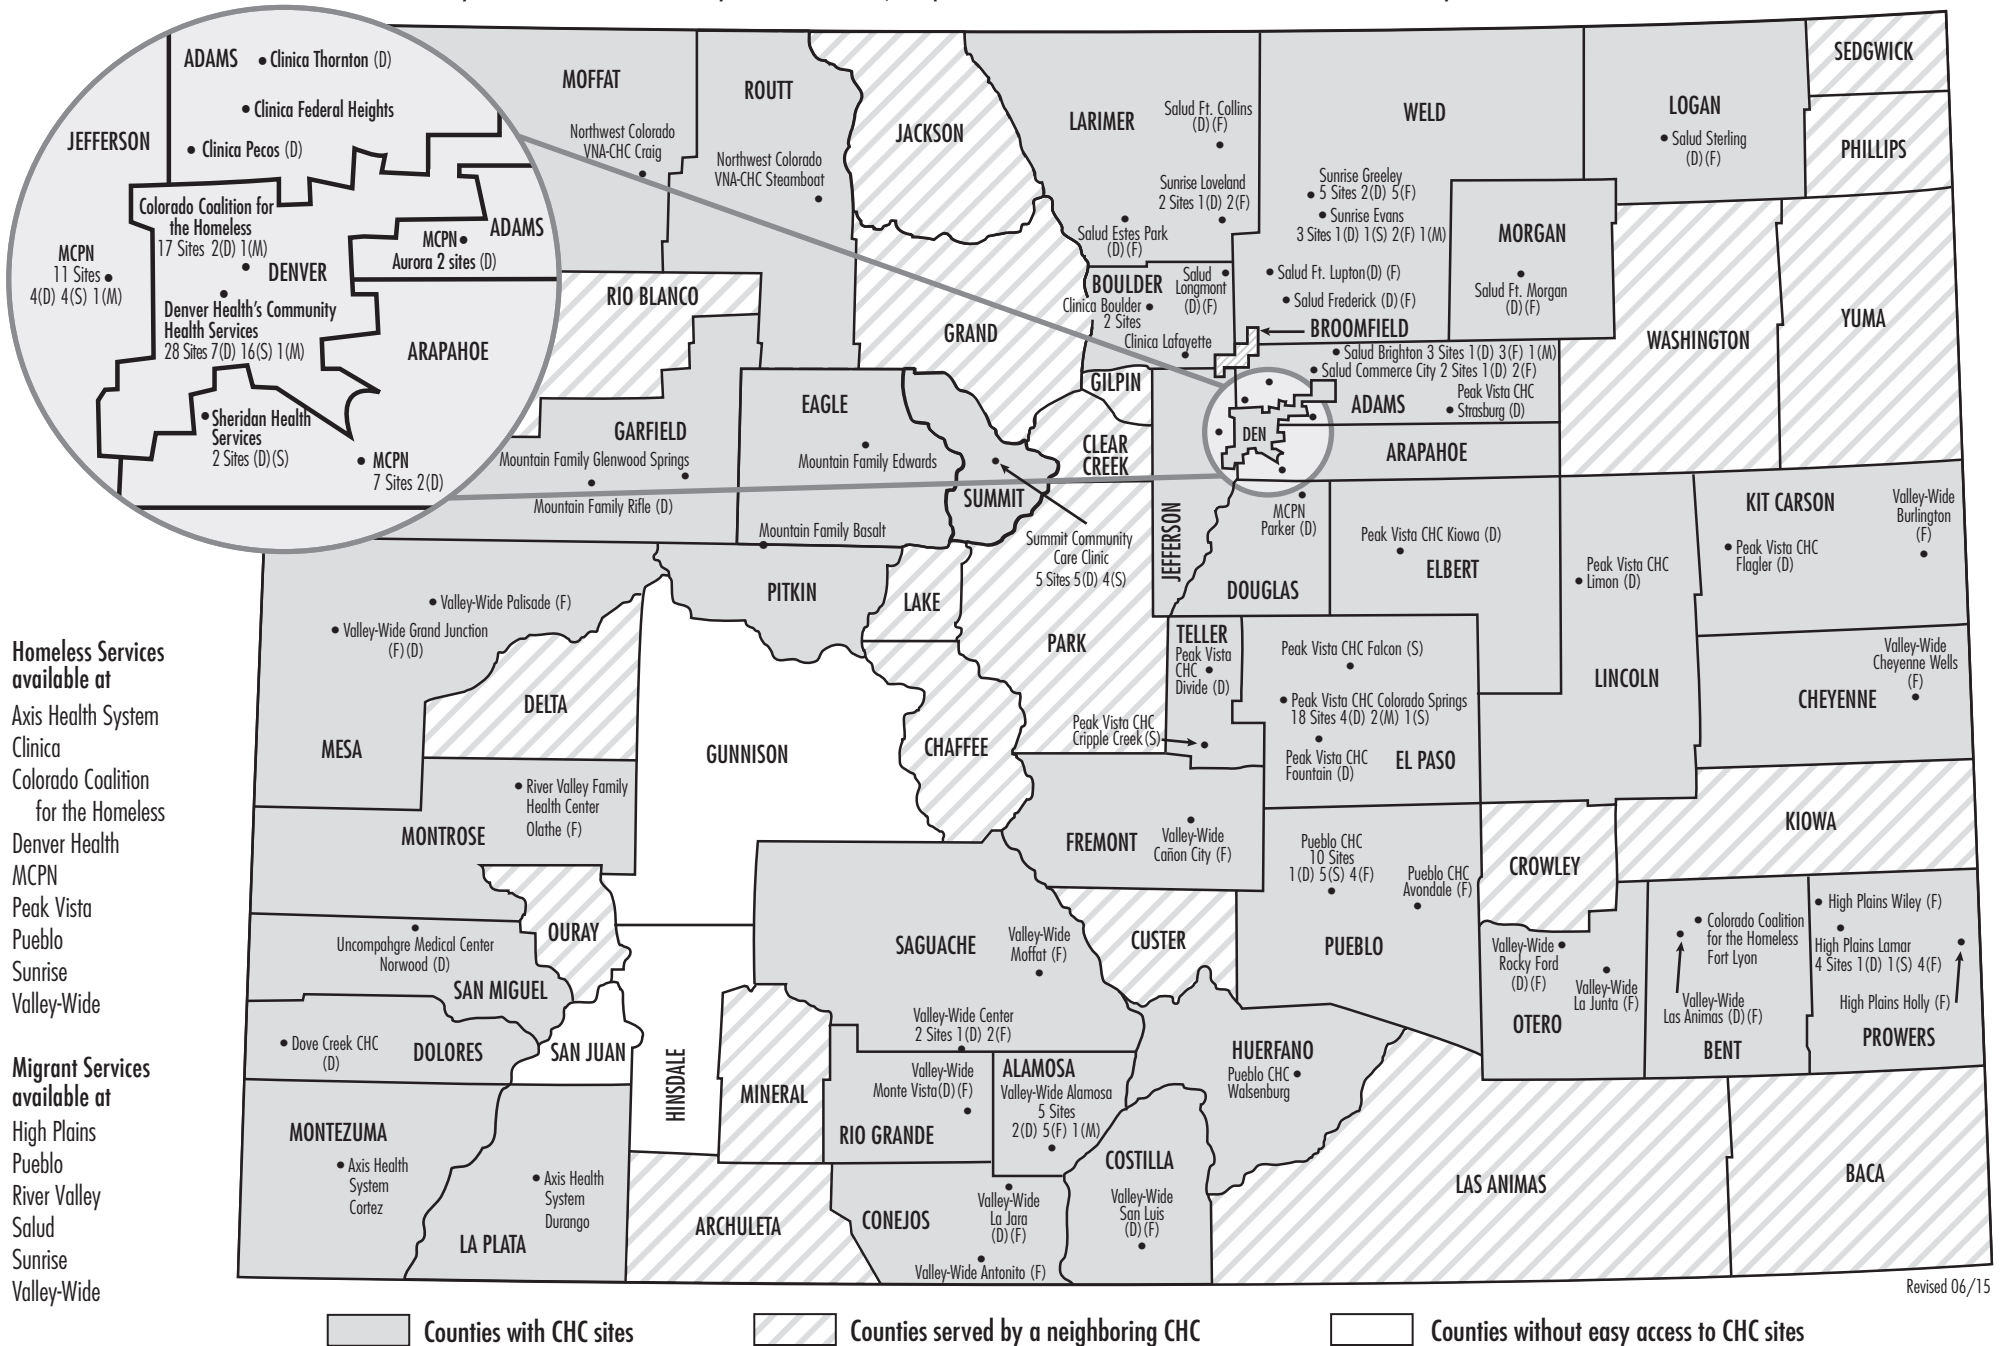 ADAMS
Clinica Thornton (D)
Clinica Federal Heights
JEFFERSON
Clinica Pecos (D)
Colorado Coalition for
the Homeless
17 Sites 2(D) 1(M)
MCPN
11 Sites
4(D) 4(S) 1(M)
DENVER
MCPN
Aurora 2 sites (D)
ADAMS
Denver Health's Community
Health Services
28 Sites 7(D) 16(S) 1(M)
ARAPAHOE
Sheridan Health
Services
2 Sites (D)(S)
MCPN
7 Sites 2(D)
MOFFAT
Northwest Colorado
VNA-CHC Craig
ROUTT
Northwest Colorado
VNA-CHC Steamboat
JACKSON
LARIMER
Salud Ft. Collins
(D)(F)
Sunrise Loveland
2 Sites 1(D) 2(F)
Salud Estes Park
(D)(F)
WELD
Sunrise Greeley
5 Sites 2(D) 5(F)
Sunrise Evans
3 Sites 1(D) 1(S) 2(F) 1(M)
Salud Ft. Lupton(D) (F)
Salud Frederick (D)(F)
LOGAN
Salud Sterling
(D)(F)
SEDGWICK
PHILLIPS
MORGAN
Salud Ft. Morgan
(D)(F)
WASHINGTON
YUMA
RIO BLANCO
GRAND
BOULDER
Salud
Longmont
(D)(F)
Clinica Boulder
2 Sites
Clinica Lafayette
BROOMFIELD
GILPIN
Salud Brighton 3 Sites 1(D) 3(F) 1(M)
Salud Commerce City 2 Sites 1(D) 2(F)
Peak Vista CHC
Strasburg (D)
ADAMS
DEN
ARAPAHOE
EAGLE
Mountain Family Edwards
Mountain Family Basalt
GARFIELD
Mountain Family Glenwood Springs
Mountain Family Rifle (D)
SUMMIT
Summit Community
Care Clinic
5 Sites 5(D) 4(S)
CLEAR
CREEK
JEFFERSON
MCPN
Parker (D)
DOUGLAS
Peak Vista CHC Kiowa (D)
ELBERT
Peak Vista CHC
Limon (D)
LINCOLN
KIT CARSON
Peak Vista CHC
Flagler (D)
Valley-Wide
Burlington
(F)
Valley-Wide
Cheyenne Wells
(F)
CHEYENNE
PITKIN
LAKE
PARK
TELLER
Peak Vista
CHC
Divide (D)
Peak Vista CHC
Cripple Creek(S)
Peak Vista CHC Falcon (S)
Peak Vista CHC Colorado Springs
18 Sites 4(D) 2(M) 1(S)
Peak Vista CHC
Fountain (D)
EL PASO
Valley-Wide Palisade (F)
Valley-Wide Grand Junction
(F)(D)
MESA
DELTA
GUNNISON
CHAFFEE
River Valley Family
Health Center
Olathe (F)
MONTROSE
FREMONT
Valley-Wide
Cañon City (F)
Pueblo CHC
10 Sites
1(D) 5(S) 4(F)
Pueblo CHC
Avondale (F)
PUEBLO
CROWLEY
KIOWA
OURAY
Uncompahgre Medical Center
Norwood (D)
SAN MIGUEL
SAGUACHE
Valley-Wide
Moffat (F)
Valley-Wide Center
2 Sites 1(D) 2(F)
CUSTER
Valley-Wide
Rocky Ford
(D)(F)
Valley-Wide
La Junta (F)
OTERO
Colorado Coalition
for the Homeless
Fort Lyon
Valley-Wide
Las Animas (D)(F)
BENT
High Plains Wiley (F)
High Plains Lamar
4 Sites 1(D) 1(S) 4(F)
High Plains Holly (F)
PROWERS
Dove Creek CHC
(D)
DOLORES
SAN JUAN
HINSDALE
MINERAL
Valley-Wide
Monte Vista(D)(F)
RIO GRANDE
ALAMOSA
Valley-Wide Alamosa
5 Sites
2(D) 5(F) 1(M)
HUERFANO
Pueblo CHC
Walsenburg
MONTEZUMA
Axis Health
System
Cortez
Axis Health
System
Durango
LA PLATA
ARCHULETA
CONEJOS
Valley-Wide
La Jara
(D)(F)
Valley-Wide Antonito (F)
COSTILLA
Valley-Wide
San Luis
(D)(F)
LAS ANIMAS
BACA
Homeless Services
available at
Axis Health System
Clinica
Colorado Coalition
for the Homeless
Denver Health
MCPN
Peak Vista
Pueblo
Sunrise
Valley-Wide
Migrant Services
available at
High Plains
Pueblo
River Valley
Salud
Sunrise
Valley-Wide
Revised 06/15
Counties with CHC sites
Counties served by a neighboring CHC
Counties without easy access to CHC sites